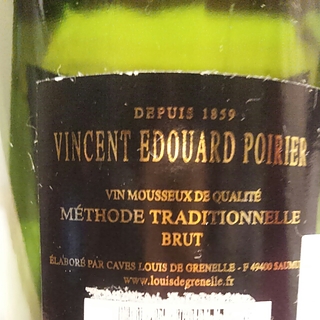 DEPUIS 1859
VINCENT EDOUARD POIRIER
VIN MOUSSEUX DE QUALITÉ
MÉTHODE TRADITIONNELLE
BRUT
ÉLABORÉ PAR CAVES LOUIS DE GRENELLE - F 49400 SAUMU
www.louisdegrenelle.fr